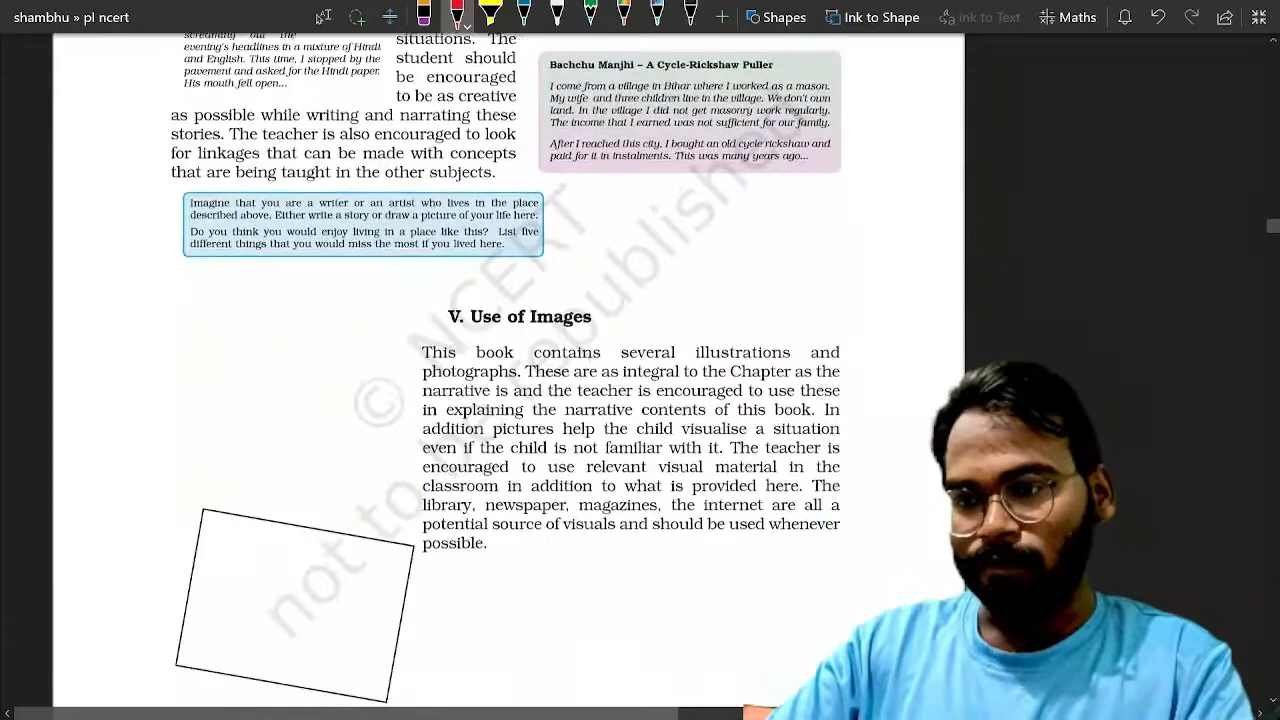 shambhu » pl ncert
Shapes
Ink to Shape
Ink to Text
Maths
screaming out the
evening's headlines in a mixture of Hindi
and English. This time, I stopped by the
pavement and asked for the Hindi paper.
His mouth fell open...
situations. The
student should
be encouraged
to be as creative
as possible while writing and narrating these
stories. The teacher is also encouraged to look
for linkages that can be made with concepts
that are being taught in the other subjects.
Bachchu Manjhi – A Cycle-Rickshaw Puller
I come from a village in Bihar where I worked as a mason.
My wife and three children live in the village. We don't own
land. In the village I did not get masonry work regularly.
The income that I earned was not sufficient for our family.
After I reached this city, I bought an old cycle rickshaw and
paid for it in instalments. This was many years ago...
Imagine that you are a writer or an artist who lives in the place
described above. Either write a story or draw a picture of your life here.
Do you think you would enjoy living in a place like this? List five
different things that you would miss the most if you lived here.
V. Use of Images
This book contains several illustrations and
photographs. These are as integral to the Chapter as the
narrative is and the teacher is encouraged to use these
in explaining the narrative contents of this book. In
addition pictures help the child visualise a situation
even if the child is not familiar with it. The teacher is
encouraged to use relevant visual material in the
classroom in addition to what is provided here. The
library, newspaper, magazines, the internet are all a
potential source of visuals and should be used whenever
possible.
© NCERT
not to be republished